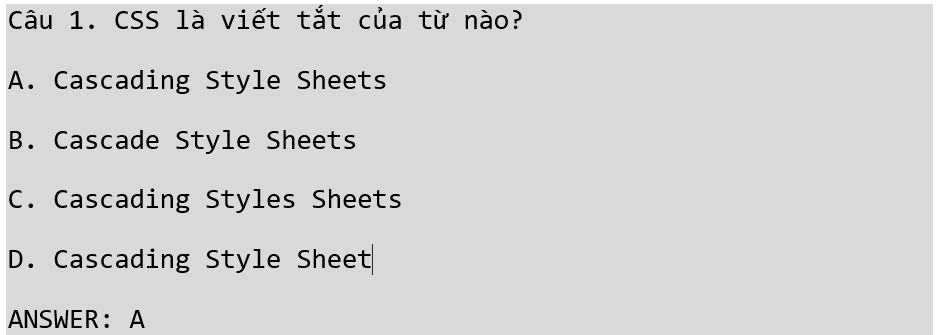 Câu 1. CSS là viết tắt của từ nào?
A. Cascading Style Sheets
B. Cascade Style Sheets
C. Cascading Styles Sheets
D. Cascading Style Sheet
ANSWER: A